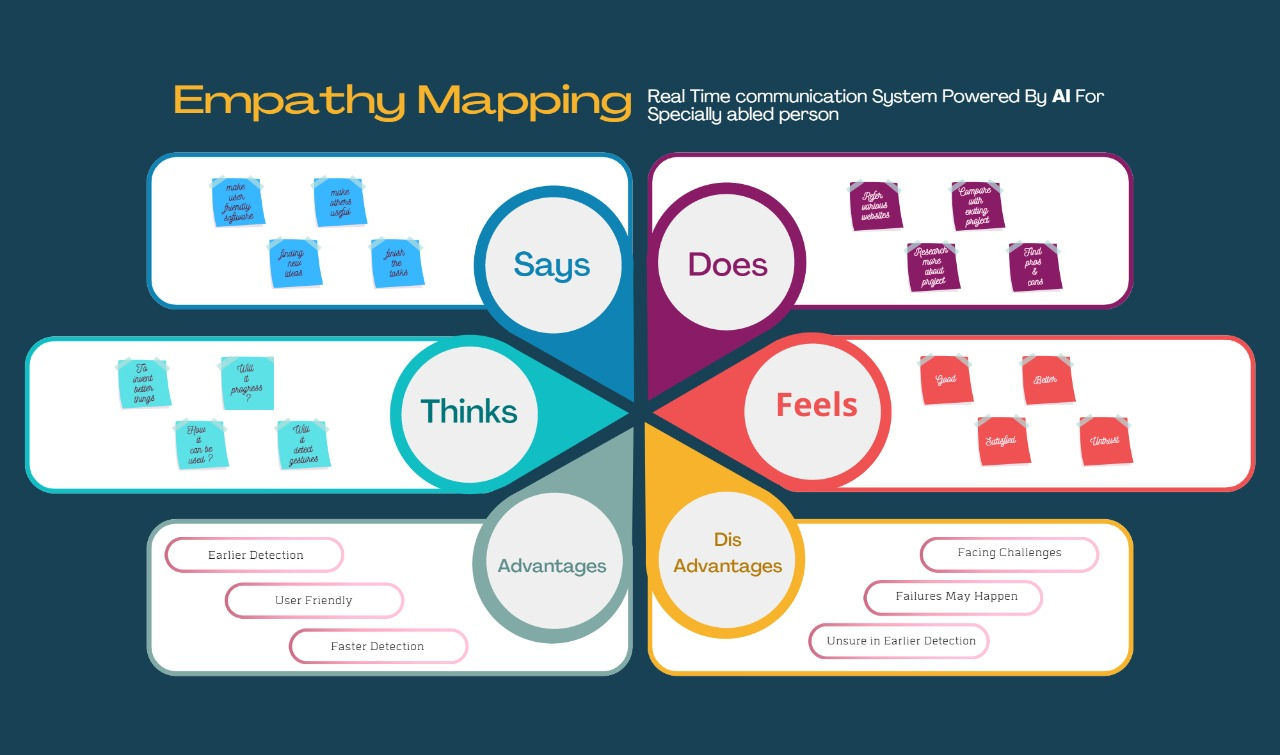 Empathy Mapping
Real Time communication System Powered By AI For
Specially abled person
make
user
friendly
software
make
others
useful
finding
new
ideas
finish
the
tasks
Says
Does
Refer
various
websites
Compare
with
exiting
project
Research
more
about
project
Find
pros
&
cons
To
invent
better
things
Will
it
progress
?
How
it
can be
used ?
Will
it
detect
gestures
Thinks
Feels
Good
Better
Satisfied
Untrust
Earlier Detection
User Friendly
Faster Detection
Advantages
Dis
Advantages
Facing Challenges
Failures May Happen
Unsure in Earlier Detection